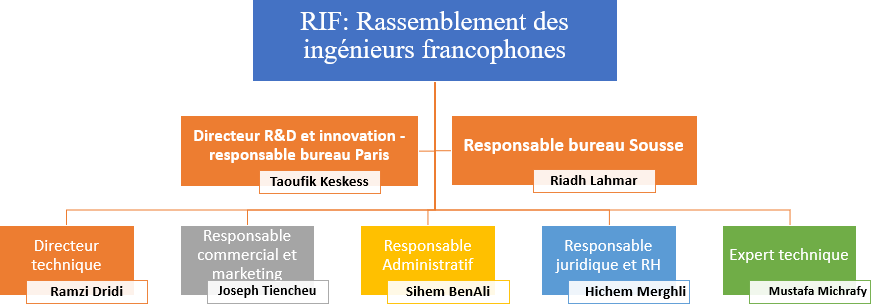 RIF: Rassemblement des
ingénieurs francophones
Directeur R&D et innovation -
responsable bureau Paris
Taoufik Keskess
Responsable bureau Sousse
Riadh Lahmar
Directeur
technique
Ramzi Dridi
Responsable
commercial et
marketing
Joseph Tiencheu
Responsable
Administratif
Sihem BenAli
Responsable
juridique et RH
Hichem Merghli
Expert technique
Mustafa Michrafy